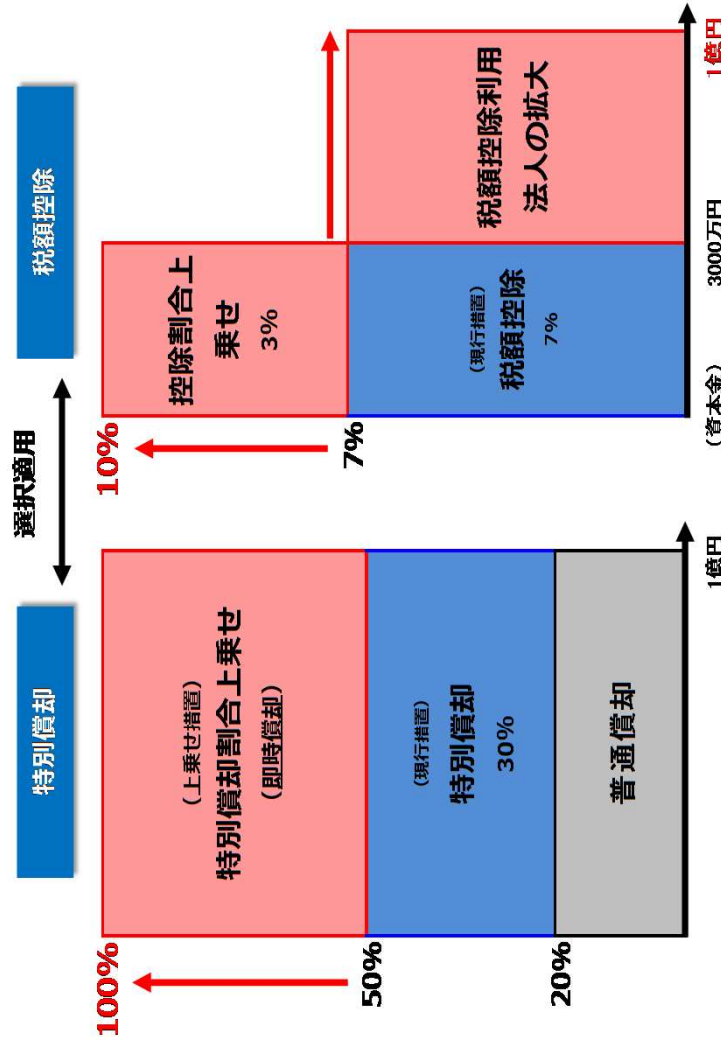 特別償却
選択適用
税額控除
100%
50%
20%
(上乗せ措置)
特別償却割合上乗せ
(即時償却)
(現行措置)
特別償却
30%
普通償却
1億円
10%
7%
控除割合上
乗せ
3%
(現行措置)
税額控除
7%
税額控除利用
法人の拡大
(資本金)
3000万円
1億円